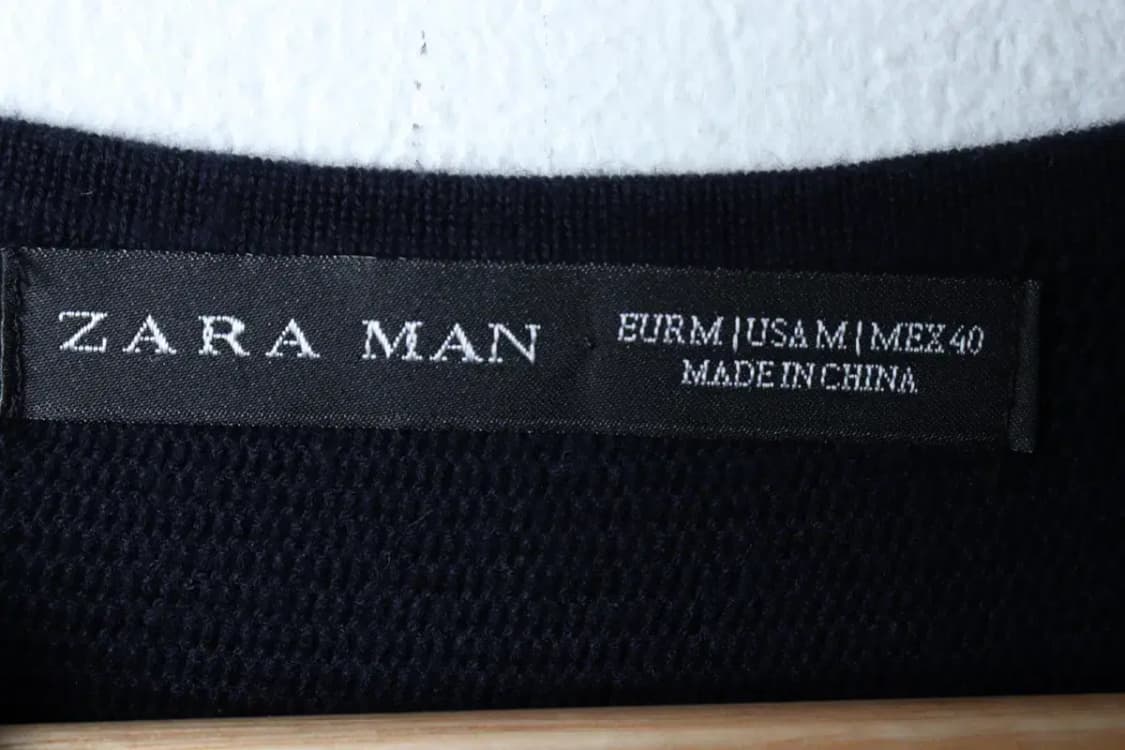 ZARA MAN
EUR M | USA M | MEX 40
MADE IN CHINA